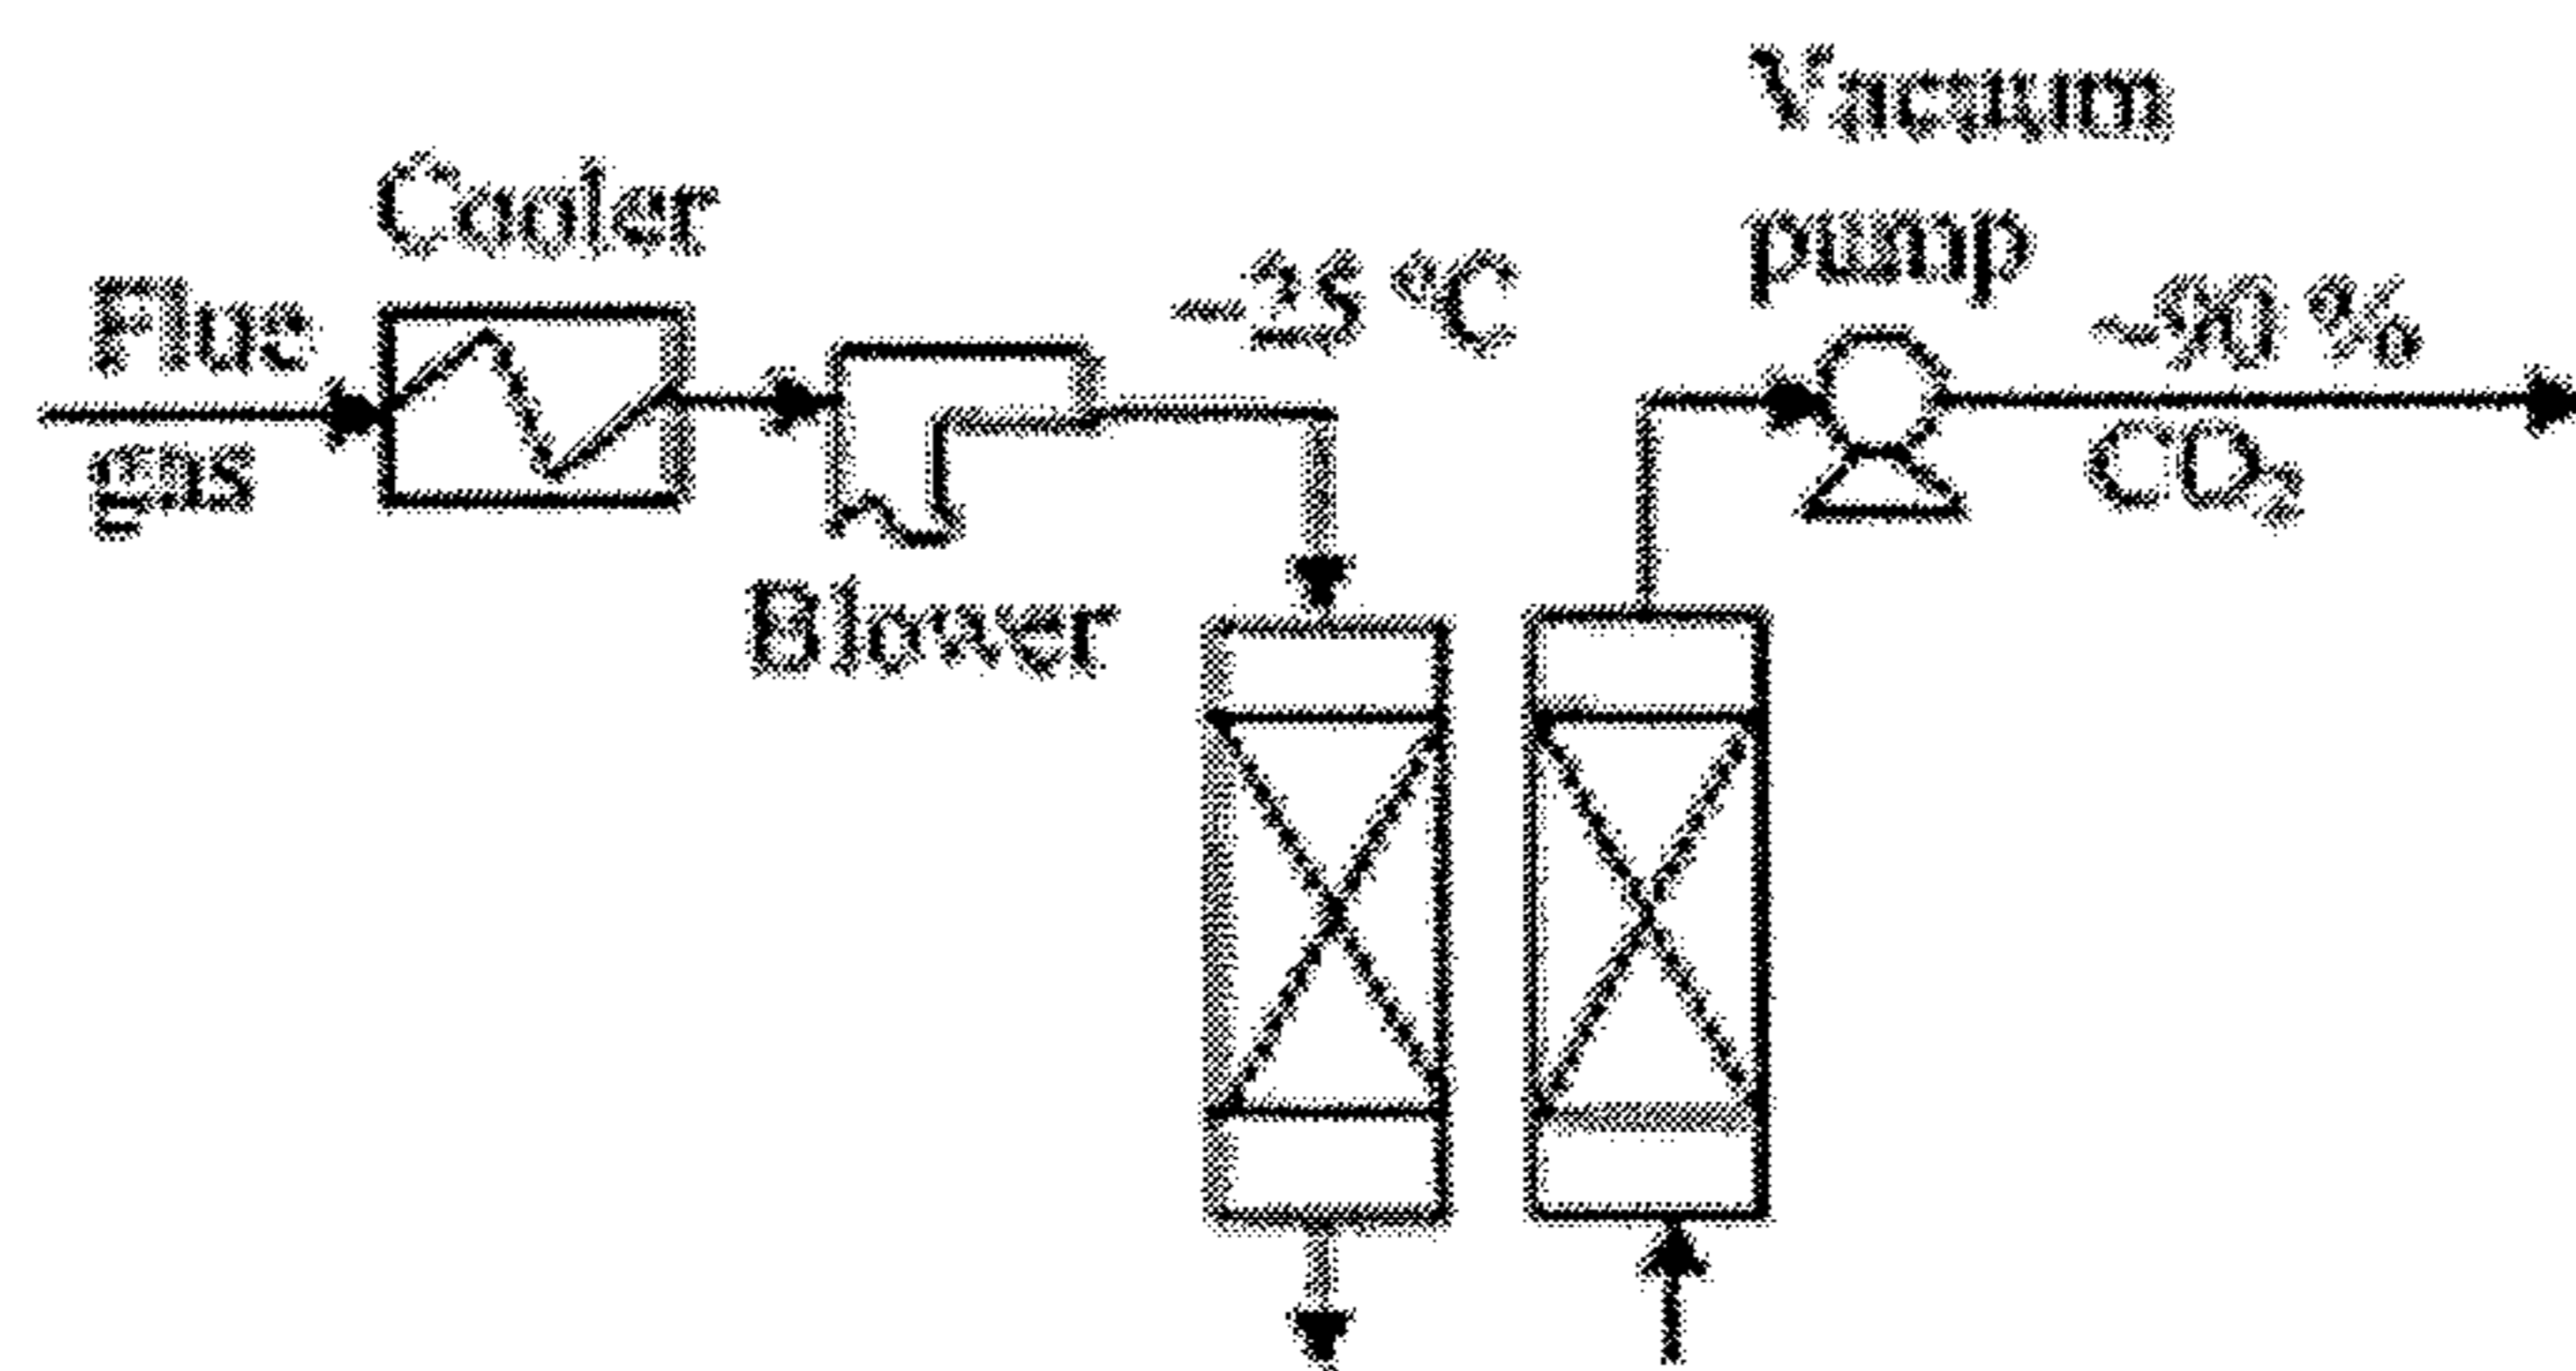 Vacuum
pump
Cooler
Flue
gas
~25 °C
~90 %
CO₂
Blower